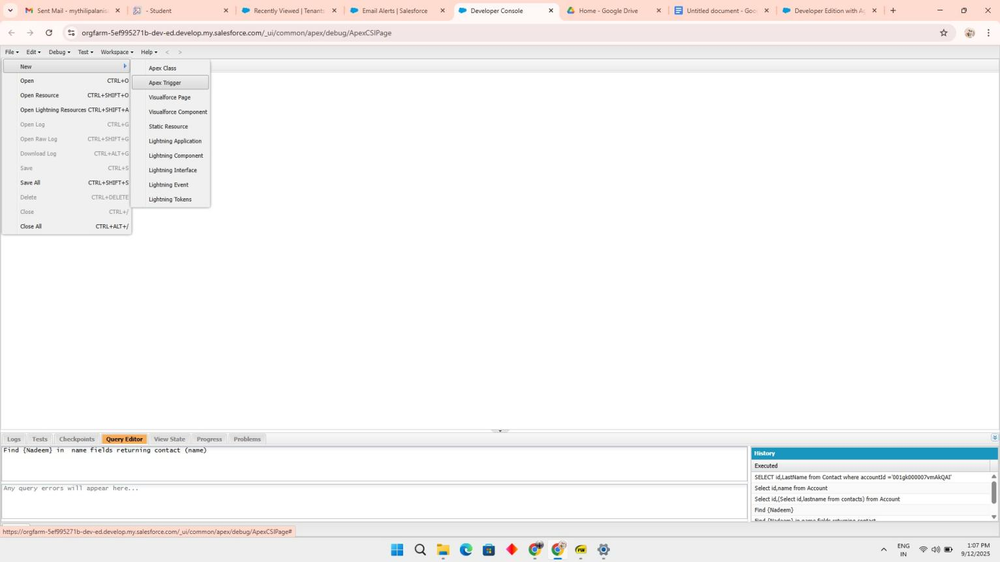 Sent Mail - mythilipalanis
- Student
Recently Viewed | Tenants
Email Alerts | Salesforce
Developer Console
Home - Google Drive
Untitled document - Goo
Developer Edition with Ag
orgfarm-5ef995271b-dev-ed.develop.my.salesforce.com/_ui/common/apex/debug/ApexCSIPage
File Edit Debug Test Workspace Help < >
New
Open CTRL+O
Open Resource CTRL+SHIFT+O
Open Lightning Resources CTRL+SHIFT+A
Open Log CTRL+G
Open Raw Log CTRL+SHIFT+G
Download Log CTRL+ALT+G
Save CTRL+S
Save All CTRL+SHIFT+S
Delete CTRL+DELETE
Close CTRL+/
Close All CTRL+ALT+/
Apex Class
Apex Trigger
Visualforce Page
Visualforce Component
Static Resource
Lightning Application
Lightning Component
Lightning Interface
Lightning Event
Lightning Tokens
Logs Tests Checkpoints Query Editor View State Progress Problems
Find {Nadeem} in  name fields returning contact (name)
Any query errors will appear here...
History
Executed
SELECT id,LastName from Contact where accountId ='001gk000007vmAkQAI'
Select id,name from Account
Select id,(Select id,lastname from contacts) from Account
Find {Nadeem}
Find {Nadeem} in name fields returning contact
https://orgfarm-5ef995271b-dev-ed.develop.my.salesforce.com/_ui/common/apex/debug/ApexCSIPage#
ENG
IN
1:07 PM
9/12/2025